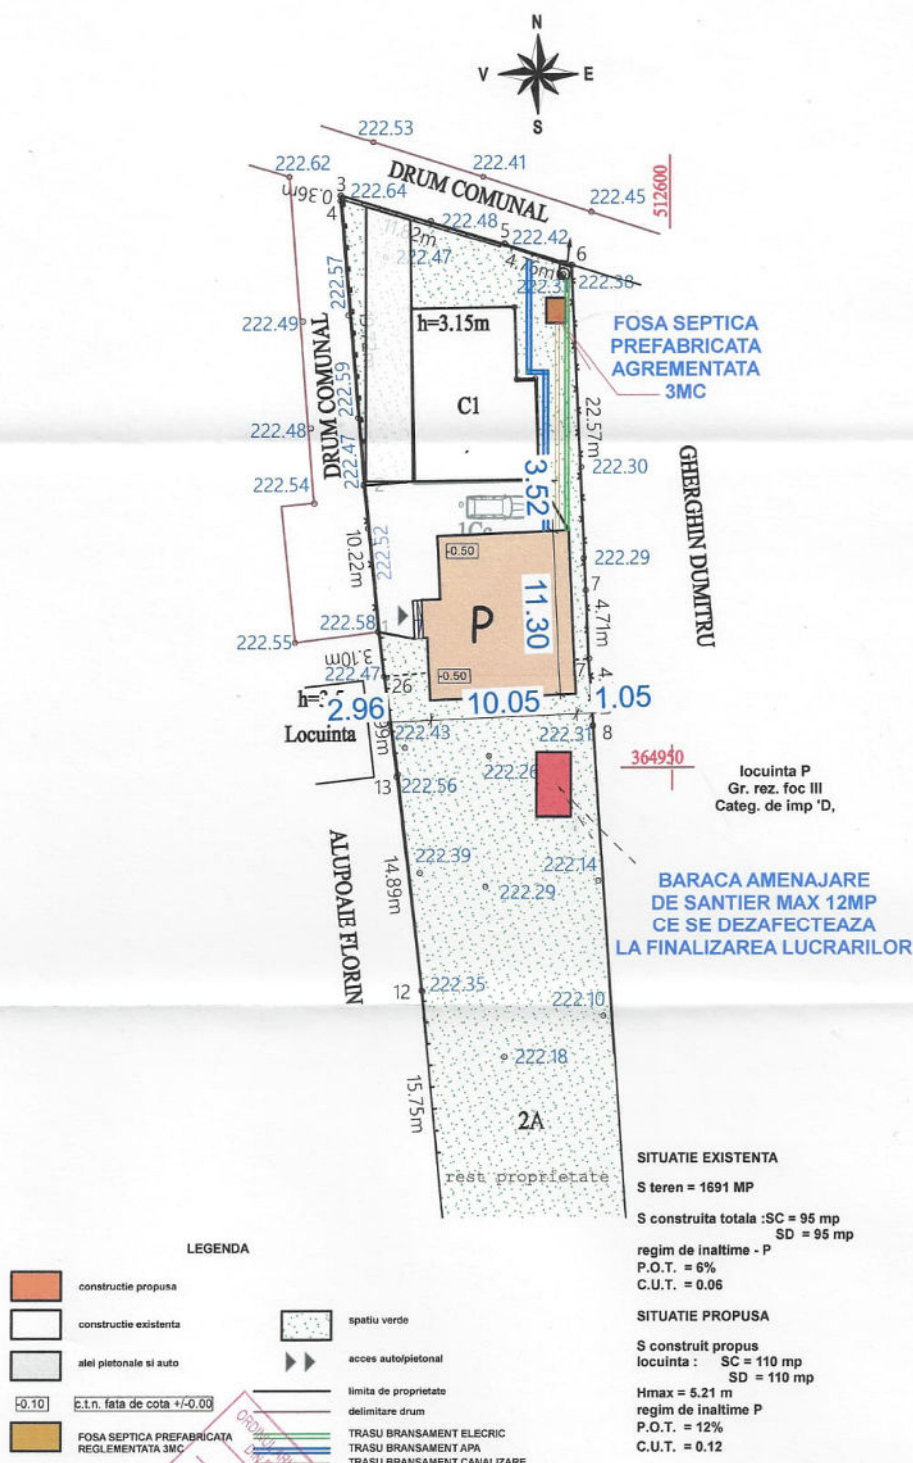 N
V
E
S
222.53
222.62
222.41
DRUM COMUNAL
222.45
512600
3
0.36m
4
222.64
222.48
11.82m
222.47
5
222.42
4.76m
6
222.38
222.57
222.49
h=3.15m
FOSA SEPTICA
PREFABRICATA
AGREMENTATA
3MC
DRUM COMUNAL
222.59
C1
222.48
222.47
22.57m
222.30
222.54
2
3.52
GHERGHIN DUMITRU
10.22m
222.52
-0.50
222.29
7
P
11.30
4.71m
222.58
1
222.55
3.10m
222.47
26
-0.50
4
Locuinta
2.96
10.05
1.05
222.43
222.31
8
222.26
364950
locuinta P
Gr. rez. foc III
Categ. de imp 'D,
13
222.56
ALUPOAIE FLORIN
14.89m
222.39
222.29
222.14
BARACA AMENAJARE
DE SANTIER MAX 12MP
CE SE DEZAFECTEAZA
LA FINALIZAREA LUCRARILOR
12
222.35
222.10
222.18
15.75m
2A
rest proprietate
SITUATIE EXISTENTA
S teren = 1691 MP
S construita totala :SC = 95 mp
SD = 95 mp
regim de inaltime - P
P.O.T. = 6%
C.U.T. = 0.06
SITUATIE PROPUSA
S construit propus
locuinta : SC = 110 mp
SD = 110 mp
Hmax = 5.21 m
regim de inaltime P
P.O.T. = 12%
C.U.T. = 0.12
LEGENDA
constructie propusa
constructie existenta
alei pietonale si auto
-0.10 c.t.n. fata de cota +/-0.00
FOSA SEPTICA PREFABRICATA
REGLEMENTATA 3MC
spatiu verde
acces auto/pietonal
limita de proprietate
delimitare drum
TRASU BRANSAMENT ELECRIC
TRASU BRANSAMENT APA
TRASU BRANSAMENT CANALIZARE